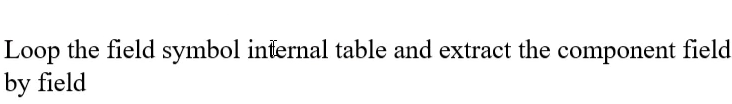 Loop the field symbol internal table and extract the component field
by field